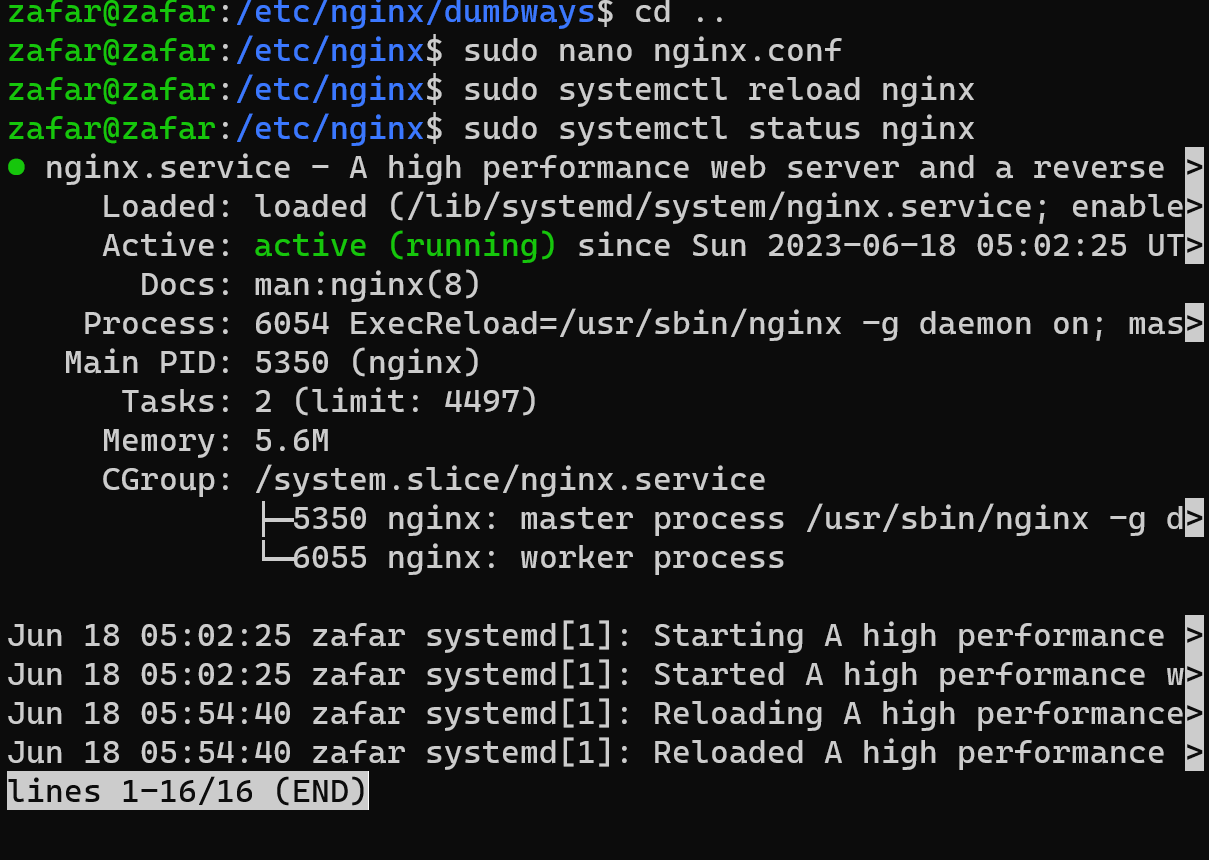 zafar@zafar:/etc/nginx/dumbways$ cd ..
zafar@zafar:/etc/nginx$ sudo nano nginx.conf
zafar@zafar:/etc/nginx$ sudo systemctl reload nginx
zafar@zafar:/etc/nginx$ sudo systemctl status nginx
● nginx.service - A high performance web server and a reverse >
     Loaded: loaded (/lib/systemd/system/nginx.service; enable>
     Active: active (running) since Sun 2023-06-18 05:02:25 UT>
       Docs: man:nginx(8)
    Process: 6054 ExecReload=/usr/sbin/nginx -g daemon on; mas>
   Main PID: 5350 (nginx)
      Tasks: 2 (limit: 4497)
     Memory: 5.6M
     CGroup: /system.slice/nginx.service
             ├─5350 nginx: master process /usr/sbin/nginx -g d>
             └─6055 nginx: worker process
Jun 18 05:02:25 zafar systemd[1]: Starting A high performance >
Jun 18 05:02:25 zafar systemd[1]: Started A high performance w>
Jun 18 05:54:40 zafar systemd[1]: Reloading A high performance>
Jun 18 05:54:40 zafar systemd[1]: Reloaded A high performance >
lines 1-16/16 (END)